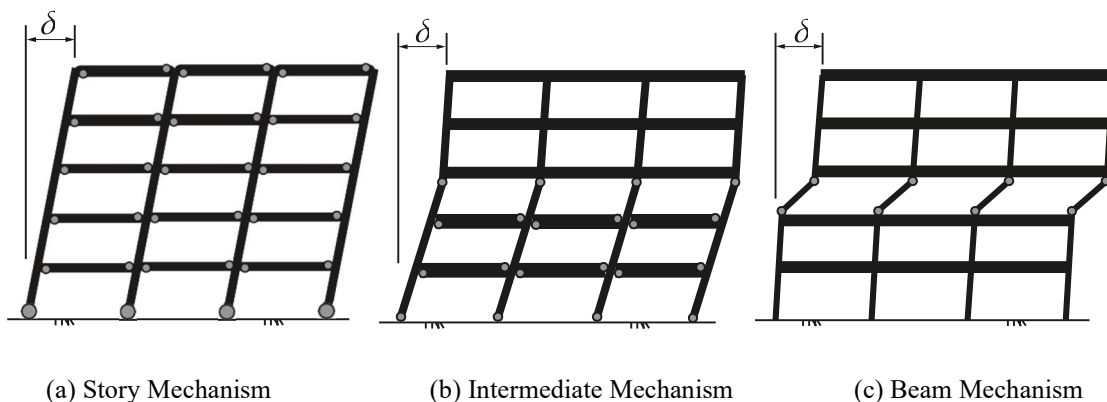 δ δ δ
(a) Story Mechanism (b) Intermediate Mechanism (c) Beam Mechanism